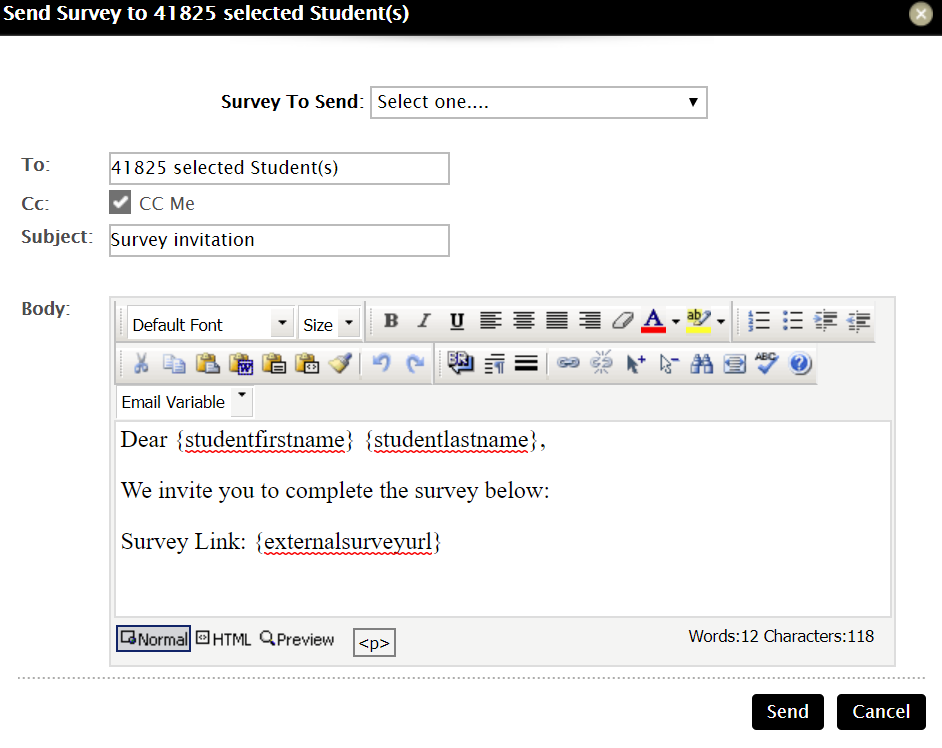 Send Survey to 41825 selected Student(s)
Survey To Send: Select one....
To: 41825 selected Student(s)
Cc: CC Me
Subject: Survey invitation
Body:
Default Font Size B I U A ab
ABC
Email Variable
Dear {studentfirstname} {studentlastname},
We invite you to complete the survey below:
Survey Link: {externalsurveyurl}
Normal HTML Preview <p> Words:12 Characters:118
Send Cancel